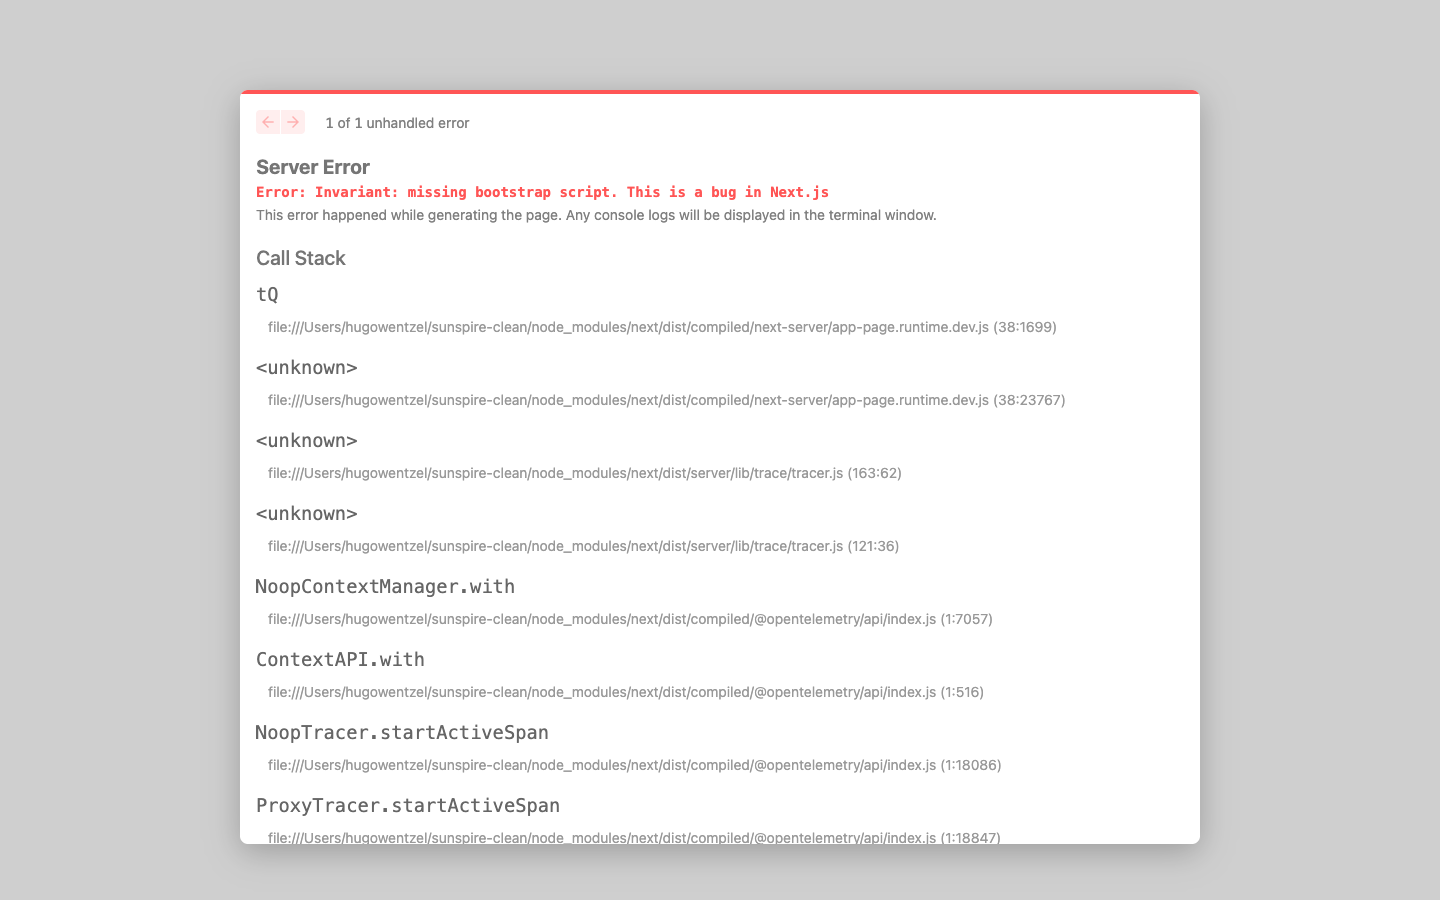 1 of 1 unhandled error
Server Error
Error: Invariant: missing bootstrap script. This is a bug in Next.js
This error happened while generating the page. Any console logs will be displayed in the terminal window.
Call Stack
tQ
file:///Users/hugowentzel/sunspire-clean/node_modules/next/dist/compiled/next-server/app-page.runtime.dev.js (38:1699)
<unknown>
file:///Users/hugowentzel/sunspire-clean/node_modules/next/dist/compiled/next-server/app-page.runtime.dev.js (38:23767)
<unknown>
file:///Users/hugowentzel/sunspire-clean/node_modules/next/dist/server/lib/trace/tracer.js (163:62)
<unknown>
file:///Users/hugowentzel/sunspire-clean/node_modules/next/dist/server/lib/trace/tracer.js (121:36)
NoopContextManager.with
file:///Users/hugowentzel/sunspire-clean/node_modules/next/dist/compiled/@opentelemetry/api/index.js (1:7057)
ContextAPI.with
file:///Users/hugowentzel/sunspire-clean/node_modules/next/dist/compiled/@opentelemetry/api/index.js (1:516)
NoopTracer.startActiveSpan
file:///Users/hugowentzel/sunspire-clean/node_modules/next/dist/compiled/@opentelemetry/api/index.js (1:18086)
ProxyTracer.startActiveSpan
file:///Users/hugowentzel/sunspire-clean/node_modules/next/dist/compiled/@opentelemetry/api/index.js (1:18847)